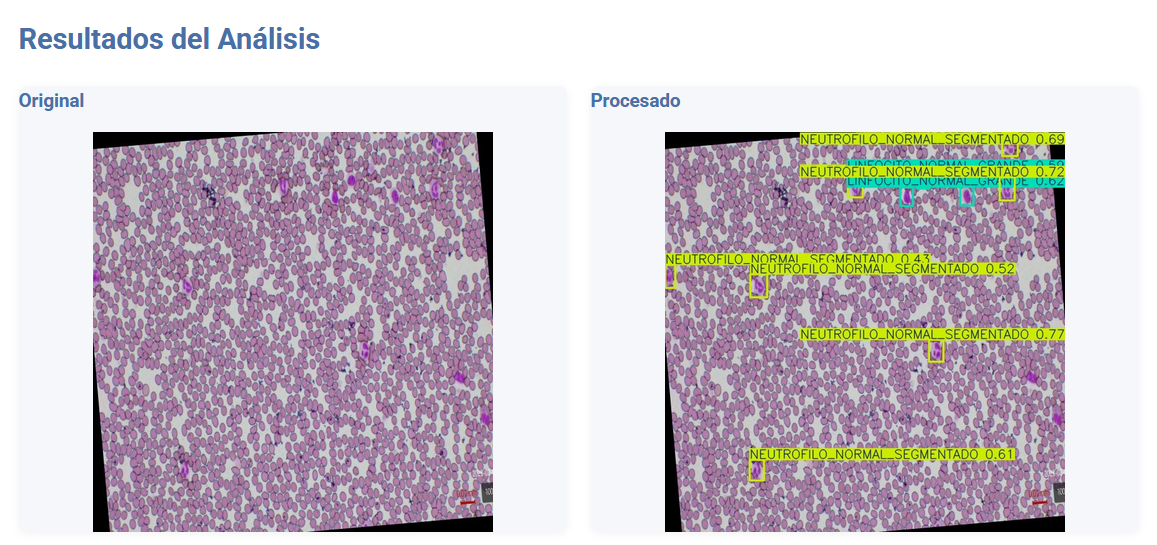 Resultados del Análisis
Original
Procesado
NEUTROFILO_NORMAL_SEGMENTADO 0.69
LINFOCITO_NORMAL_GRANDE 0.59
NEUTROFILO_NORMAL_SEGMENTADO 0.72
LINFOCITO_NORMAL_GRANDE 0.62
NEUTROFILO_NORMAL_SEGMENTADO 0.43
NEUTROFILO_NORMAL_SEGMENTADO 0.52
NEUTROFILO_NORMAL_SEGMENTADO 0.77
NEUTROFILO_NORMAL_SEGMENTADO 0.61